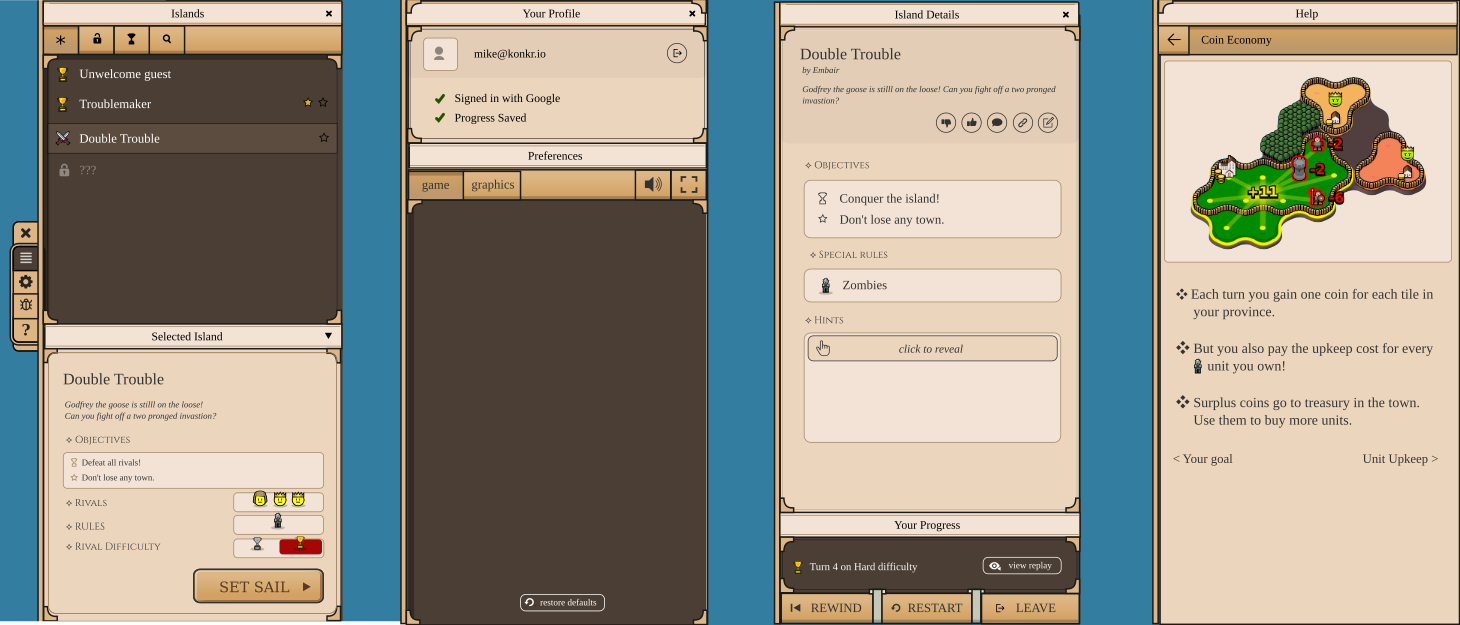 Islands
Unwelcome guest
Troublemaker
Double Trouble
???
?
Selected Island
Double Trouble
Godfrey the goose is stilll on the loose!
Can you fight off a two pronged invastion?
OBJECTIVES
Defeat all rivals!
Don't lose any town.
RIVALS
RULES
RIVAL DIFFICULTY
SET SAIL
Your Profile
mike@konkr.io
Signed in with Google
Progress Saved
Preferences
game
graphics
restore defaults
Island Details
Double Trouble
by Embair
Godfrey the goose is stilll on the loose! Can you fight off a two pronged
invastion?
OBJECTIVES
Conquer the island!
Don't lose any town.
SPECIAL RULES
Zombies
HINTS
click to reveal
Your Progress
Turn 4 on Hard difficulty
view replay
REWIND
RESTART
LEAVE
Help
Coin Economy
-2
-2
+11
-6
Each turn you gain one coin for each tile in
your province.
But you also pay the upkeep cost for every
unit you own!
Surplus coins go to treasury in the town.
Use them to buy more units.
< Your goal
Unit Upkeep >